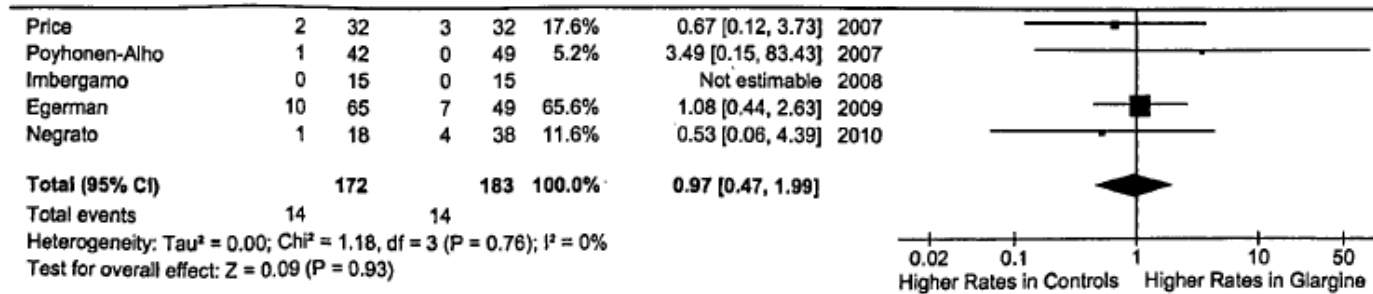 Price 2 32 3 32 17.6% 0.67 [0.12, 3.73] 2007
Poyhonen-Alho 1 42 0 49 5.2% 3.49 [0.15, 83.43] 2007
Imbergamo 0 15 0 15 Not estimable 2008
Egerman 10 65 7 49 65.6% 1.08 [0.44, 2.63] 2009
Negrato 1 18 4 38 11.6% 0.53 [0.06, 4.39] 2010
Total (95% CI) 172 183 100.0% 0.97 [0.47, 1.99]
Total events 14 14
Heterogeneity: Tau² = 0.00; Chi² = 1.18, df = 3 (P = 0.76); I² = 0%
Test for overall effect: Z = 0.09 (P = 0.93)
0.02 0.1 1 10 50
Higher Rates in Controls Higher Rates in Glargine